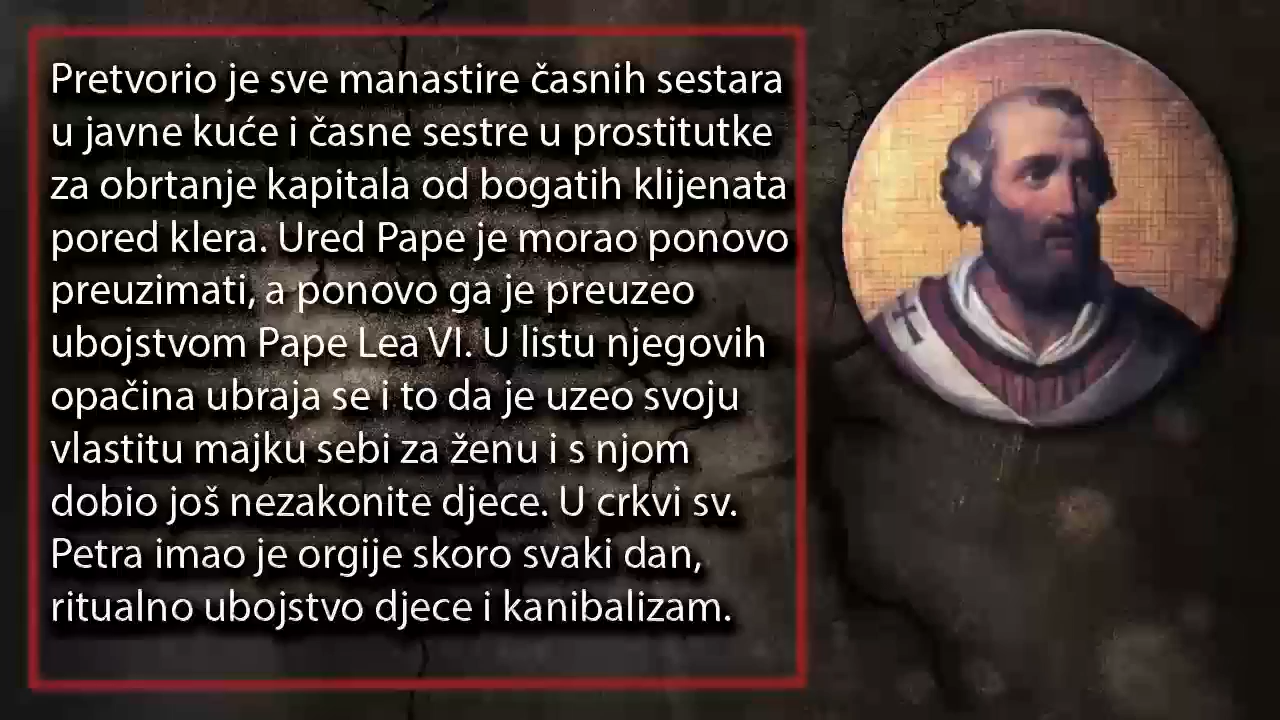 Pretvorio je sve manastire časnih sestara
u javne kuće i časne sestre u prostitutke
za obrtanje kapitala od bogatih klijenata
pored klera. Ured Pape je morao ponovo
preuzimati, a ponovo ga je preuzeo
ubojstvom Pape Lea VI. U listu njegovih
opačina ubraja se i to da je uzeo svoju
vlastitu majku sebi za ženu i s njom
dobio još nezakonite djece. U crkvi sv.
Petra imao je orgije skoro svaki dan,
ritualno ubojstvo djece i kanibalizam.